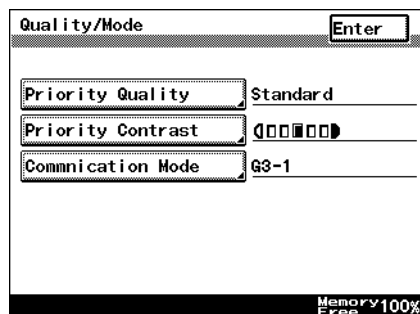 Quality/Mode
Enter
Priority Quality
Standard
Priority Contrast
Commnication Mode
G3-1
Memory
Free 100%